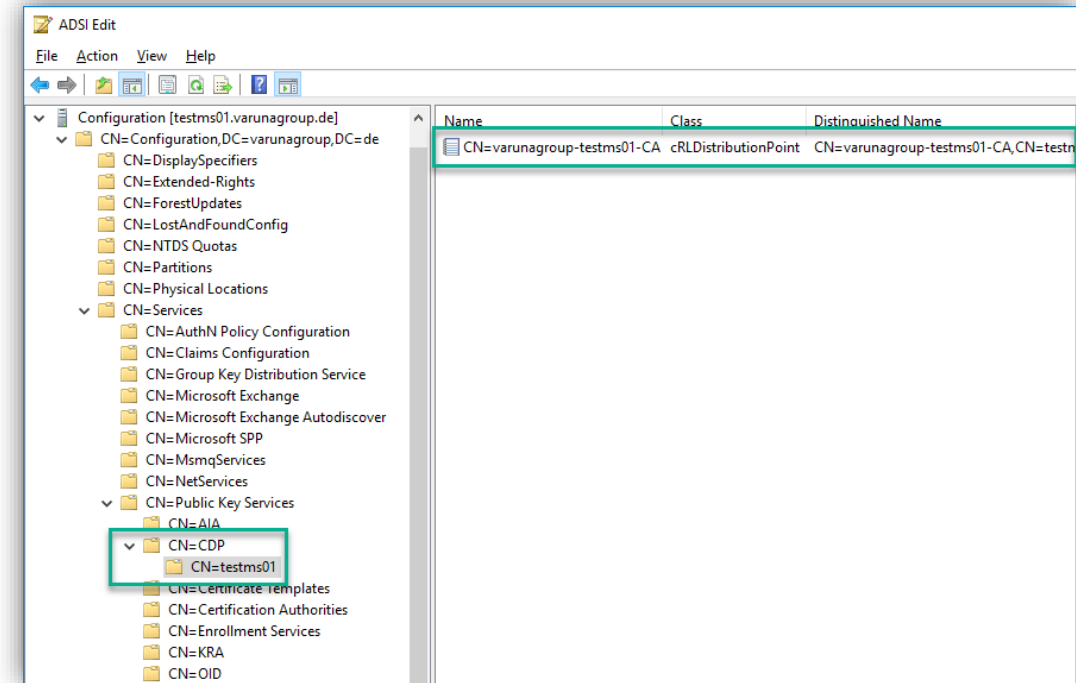 ADSI Edit
File Action View Help
Configuration [testms01.varunagroup.de]
CN=Configuration,DC=varunagroup,DC=de
CN=DisplaySpecifiers
CN=Extended-Rights
CN=ForestUpdates
CN=LostAndFoundConfig
CN=NTDS Quotas
CN=Partitions
CN=Physical Locations
CN=Services
CN=AuthN Policy Configuration
CN=Claims Configuration
CN=Group Key Distribution Service
CN=Microsoft Exchange
CN=Microsoft Exchange Autodiscover
CN=Microsoft SPP
CN=MsmqServices
CN=NetServices
CN=Public Key Services
CN=AIA
CN=CDP
CN=testms01
CN=Certificate Templates
CN=Certification Authorities
CN=Enrollment Services
CN=KRA
CN=OID
Name Class Distinguished Name
CN=varunagroup-testms01-CA cRLDistributionPoint CN=varunagroup-testms01-CA,CN=testm